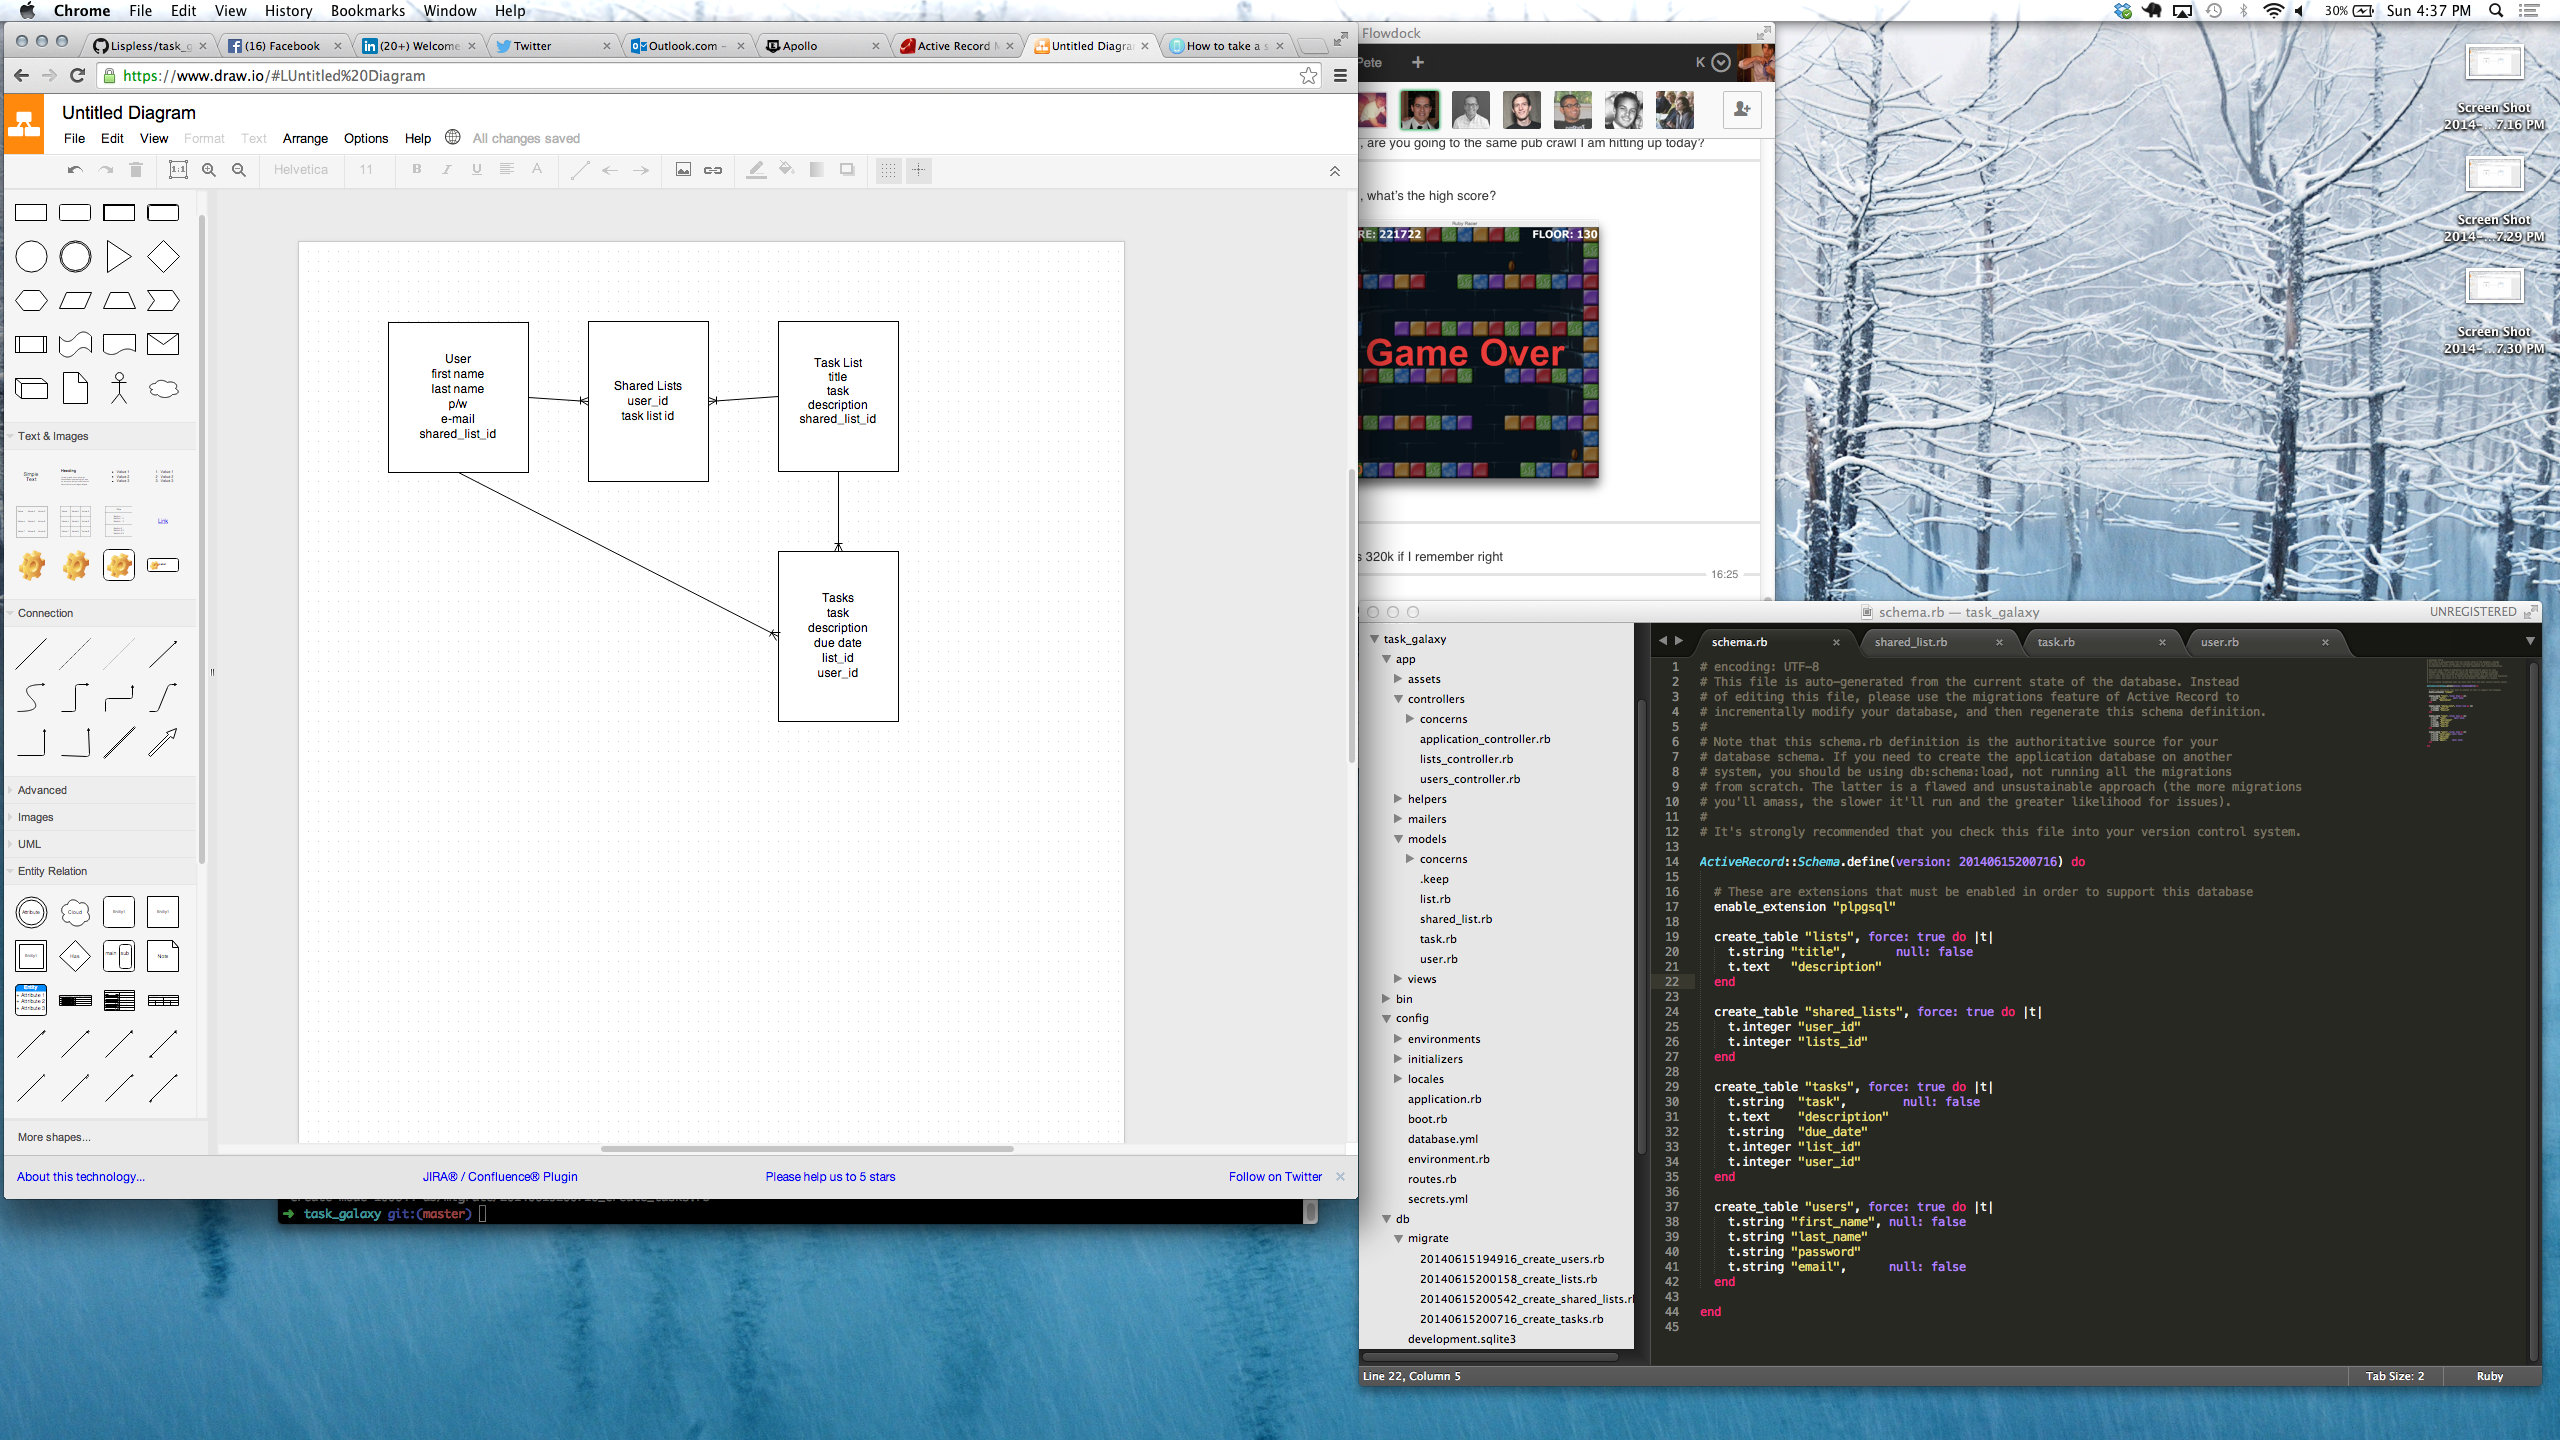 Chrome File Edit View History Bookmarks Window Help
30% Sun 4:37 PM
Lispless/task_g
(16) Facebook
(20+) Welcome
Twitter
Outlook.com –
Apollo
Active Record M
Untitled Diagra
How to take a s
https://www.draw.io/#LUntitled%20Diagram
Untitled Diagram
File Edit View Format Text Arrange Options Help All changes saved
1:1 Helvetica 11 B I U A
Text & Images
Simple Text
Heading
Link
Connection
Advanced
Images
UML
Entity Relation
Attribute
Cloud
Has
main sub
Note
Entity
+ Attribute 1
+ Attribute 2
+ Attribute 3
More shapes...
User
first name
last name
p/w
e-mail
shared_list_id
Shared Lists
user_id
task list id
Task List
title
task
description
shared_list_id
Tasks
task
description
due date
list_id
user_id
About this technology...
JIRA® / Confluence® Plugin
Please help us to 5 stars
Follow on Twitter
task_galaxy git:(master)
Flowdock
Pete + K
, are you going to the same pub crawl I am hitting up today?
, what's the high score?
RE: 221722 FLOOR: 130
Game Over
s 320k if I remember right
16:25
Screen Shot
2014-...7.16 PM
Screen Shot
2014-...7.29 PM
Screen Shot
2014-...7.30 PM
schema.rb — task_galaxy
UNREGISTERED
task_galaxy
app
assets
controllers
concerns
application_controller.rb
lists_controller.rb
users_controller.rb
helpers
mailers
models
concerns
.keep
list.rb
shared_list.rb
task.rb
user.rb
views
bin
config
environments
initializers
locales
application.rb
boot.rb
database.yml
environment.rb
routes.rb
secrets.yml
db
migrate
20140615194916_create_users.rb
20140615200158_create_lists.rb
20140615200542_create_shared_lists.rl
20140615200716_create_tasks.rb
development.sqlite3
schema.rb shared_list.rb task.rb user.rb
1 # encoding: UTF-8
2 # This file is auto-generated from the current state of the database. Instead
3 # of editing this file, please use the migrations feature of Active Record to
4 # incrementally modify your database, and then regenerate this schema definition.
5 #
6 # Note that this schema.rb definition is the authoritative source for your
7 # database schema. If you need to create the application database on another
8 # system, you should be using db:schema:load, not running all the migrations
9 # from scratch. The latter is a flawed and unsustainable approach (the more migrations
10 # you'll amass, the slower it'll run and the greater likelihood for issues).
11 #
12 # It's strongly recommended that you check this file into your version control system.
13
14 ActiveRecord::Schema.define(version: 20140615200716) do
15
16 # These are extensions that must be enabled in order to support this database
17 enable_extension "plpgsql"
18
19 create_table "lists", force: true do |t|
20 t.string "title", null: false
21 t.text "description"
22 end
23
24 create_table "shared_lists", force: true do |t|
25 t.integer "user_id"
26 t.integer "lists_id"
27 end
28
29 create_table "tasks", force: true do |t|
30 t.string "task", null: false
31 t.text "description"
32 t.string "due_date"
33 t.integer "list_id"
34 t.integer "user_id"
35 end
36
37 create_table "users", force: true do |t|
38 t.string "first_name", null: false
39 t.string "last_name"
40 t.string "password"
41 t.string "email", null: false
42 end
43
44 end
45
Line 22, Column 5
Tab Size: 2
Ruby